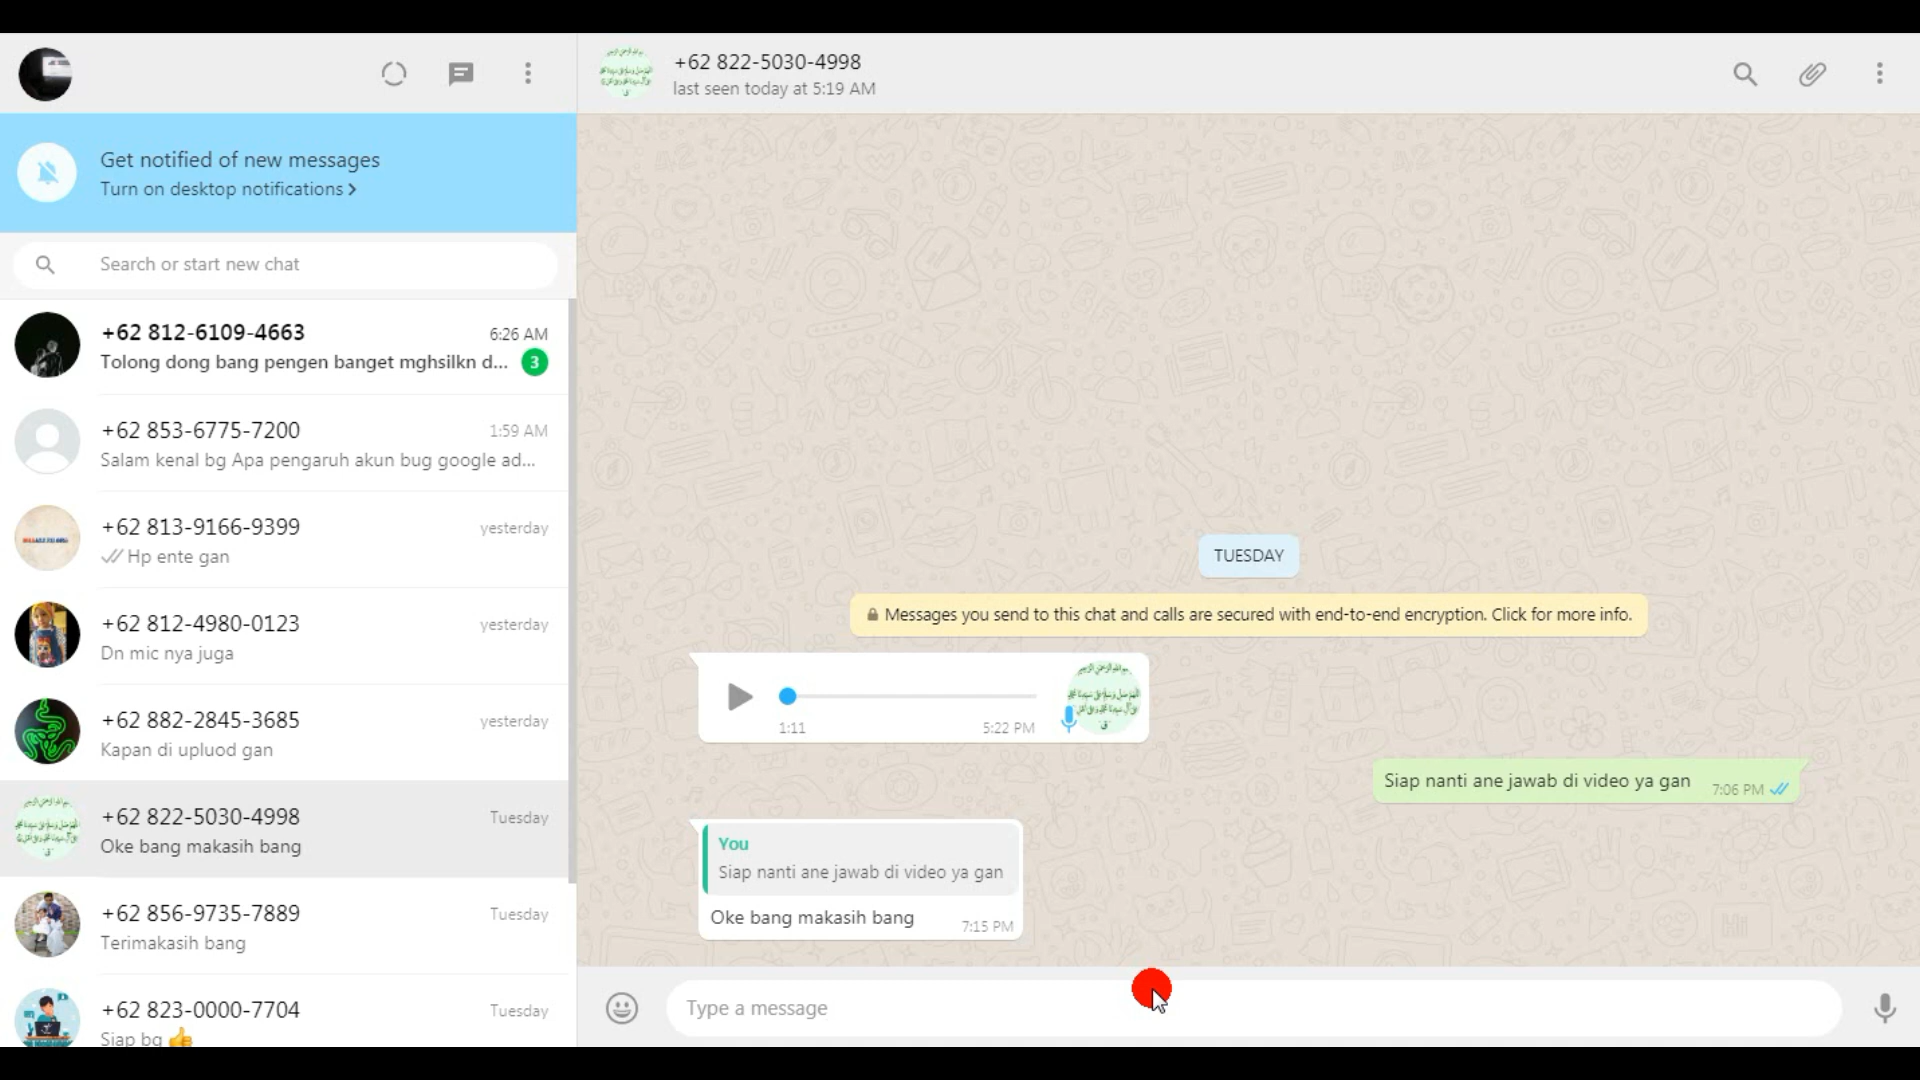 +62 822-5030-4998
last seen today at 5:19 AM
Get notified of new messages
Turn on desktop notifications
Search or start new chat
+62 812-6109-4663
6:26 AM
Tolong dong bang pengen banget mghsilkn d...
3
+62 853-6775-7200
1:59 AM
Salam kenal bg Apa pengaruh akun bug google ad...
+62 813-9166-9399
yesterday
Hp ente gan
+62 812-4980-0123
yesterday
Dn mic nya juga
+62 882-2845-3685
yesterday
Kapan di upluod gan
+62 822-5030-4998
Tuesday
Oke bang makasih bang
+62 856-9735-7889
Tuesday
Terimakasih bang
+62 823-0000-7704
Tuesday
Siap bg 👍
TUESDAY
Messages you send to this chat and calls are secured with end-to-end encryption. Click for more info.
1:11
5:22 PM
Siap nanti ane jawab di video ya gan
7:06 PM
You
Siap nanti ane jawab di video ya gan
Oke bang makasih bang
7:15 PM
Type a message